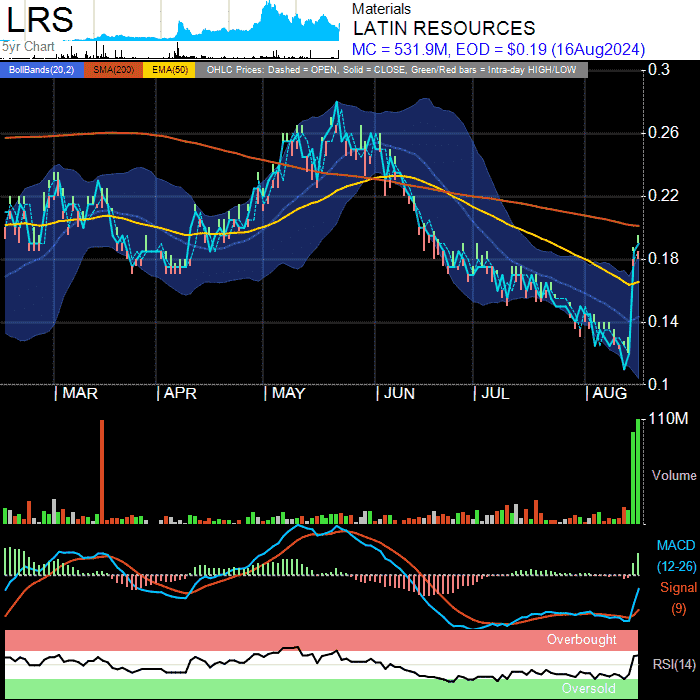 LRS
5yr Chart
Materials
LATIN RESOURCES
MC = 531.9M, EOD = $0.19 (16Aug2024)
BollBands(20,2) SMA(200) EMA(50) OHLC Prices: Dashed = OPEN, Solid = CLOSE, Green/Red bars = Intra-day HIGH/LOW
0.3
0.26
0.22
0.18
0.14
0.1
| MAR | APR | MAY | JUN | JUL | AUG
110M
Volume
MACD
(12-26)
Signal
(9)
Overbought
RSI(14)
Oversold